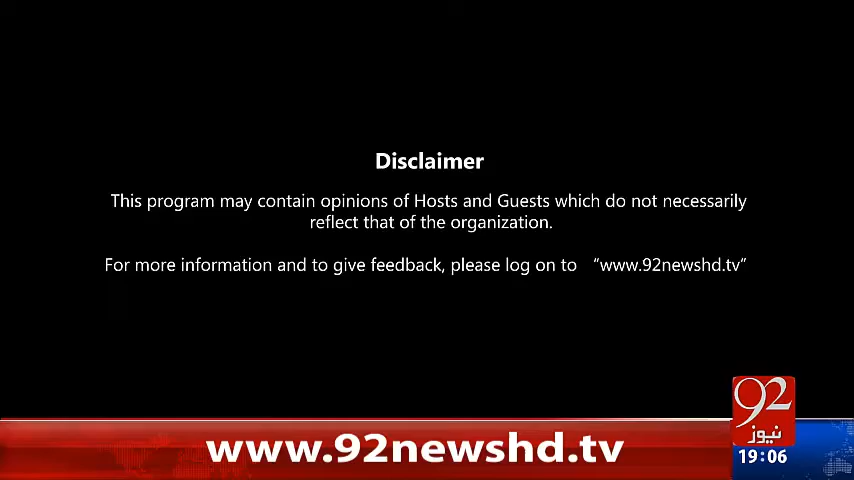 Disclaimer
This program may contain opinions of Hosts and Guests which do not necessarily
reflect that of the organization.
For more information and to give feedback, please log on to “www.92newshd.tv”
92
نیوز
www.92newshd.tv
19:06